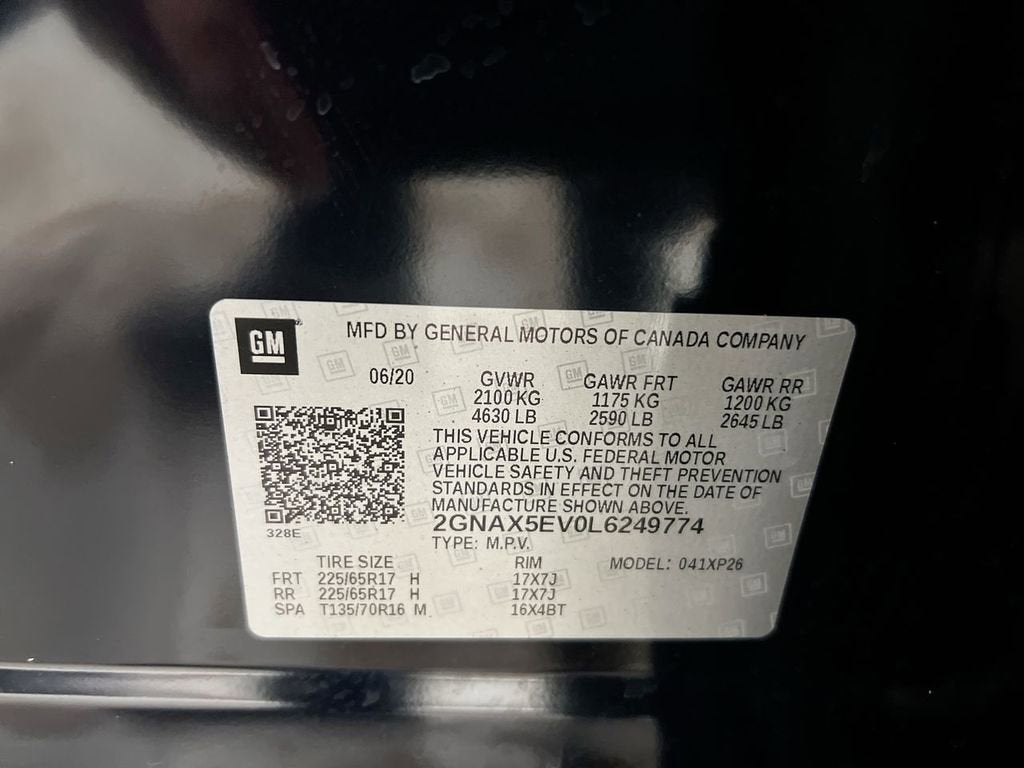 GM
MFD BY GENERAL MOTORS OF CANADA COMPANY
06/20 GVWR GAWR FRT GAWR RR
2100 KG 1175 KG 1200 KG
4630 LB 2590 LB 2645 LB
THIS VEHICLE CONFORMS TO ALL
APPLICABLE U.S. FEDERAL MOTOR
VEHICLE SAFETY AND THEFT PREVENTION
STANDARDS IN EFFECT ON THE DATE OF
MANUFACTURE SHOWN ABOVE.
2GNAX5EV0L6249774
328E
TYPE: M.P.V.
TIRE SIZE RIM MODEL: 041XP26
FRT 225/65R17 H 17X7J
RR 225/65R17 H 17X7J
SPA T135/70R16 M 16X4BT